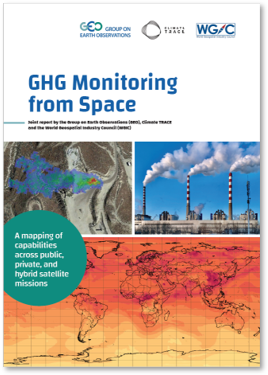 GEO GROUP ON
EARTH OBSERVATIONS
CLIMATE
TRACE
WGIC
GHG Monitoring
from Space
Joint report by the Group on Earth Observations (GEO), Climate TRACE
and the World Geospatial Industry Council (WGIC)
A mapping of
capabilities
across public,
private, and
hybrid satellite
missions